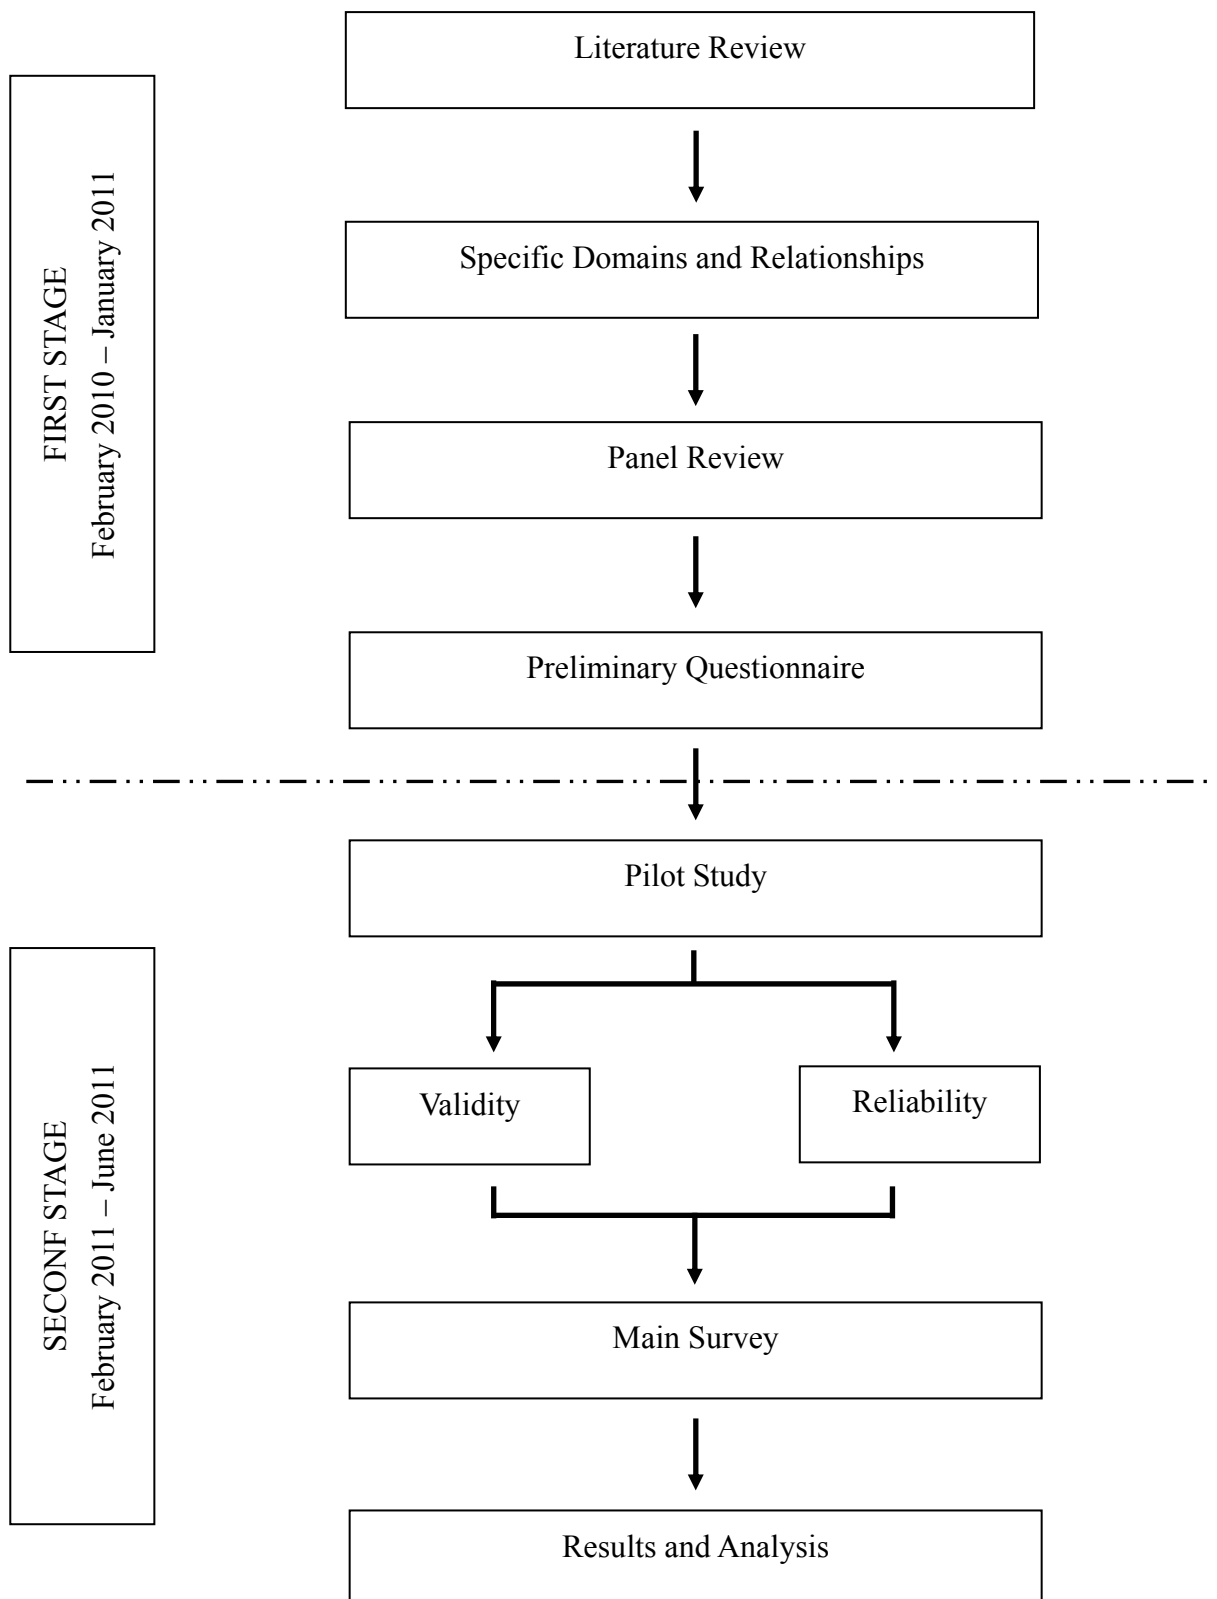 Literature Review
FIRST STAGE
February 2010 – January 2011
Specific Domains and Relationships
Panel Review
Preliminary Questionnaire
Pilot Study
SECONF STAGE
February 2011 – June 2011
Validity
Reliability
Main Survey
Results and Analysis